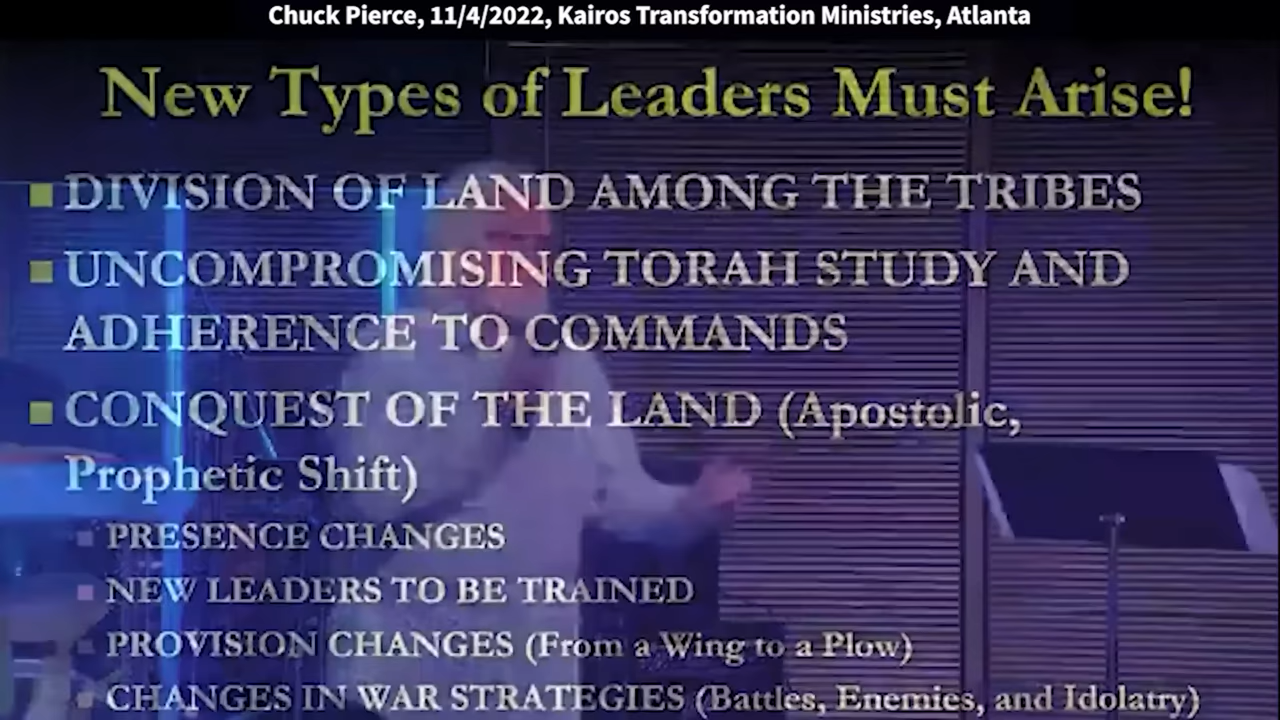 Chuck Pierce, 11/4/2022, Kairos Transformation Ministries, Atlanta
New Types of Leaders Must Arise!
DIVISION OF LAND AMONG THE TRIBES
UNCOMPROMISING TORAH STUDY AND
ADHERENCE TO COMMANDS
CONQUEST OF THE LAND (Apostolic,
Prophetic Shift)
PRESENCE CHANGES
NEW LEADERS TO BE TRAINED
PROVISION CHANGES (From a Wing to a Plow)
CHANGES IN WAR STRATEGIES (Battles, Enemies, and Idolatry)